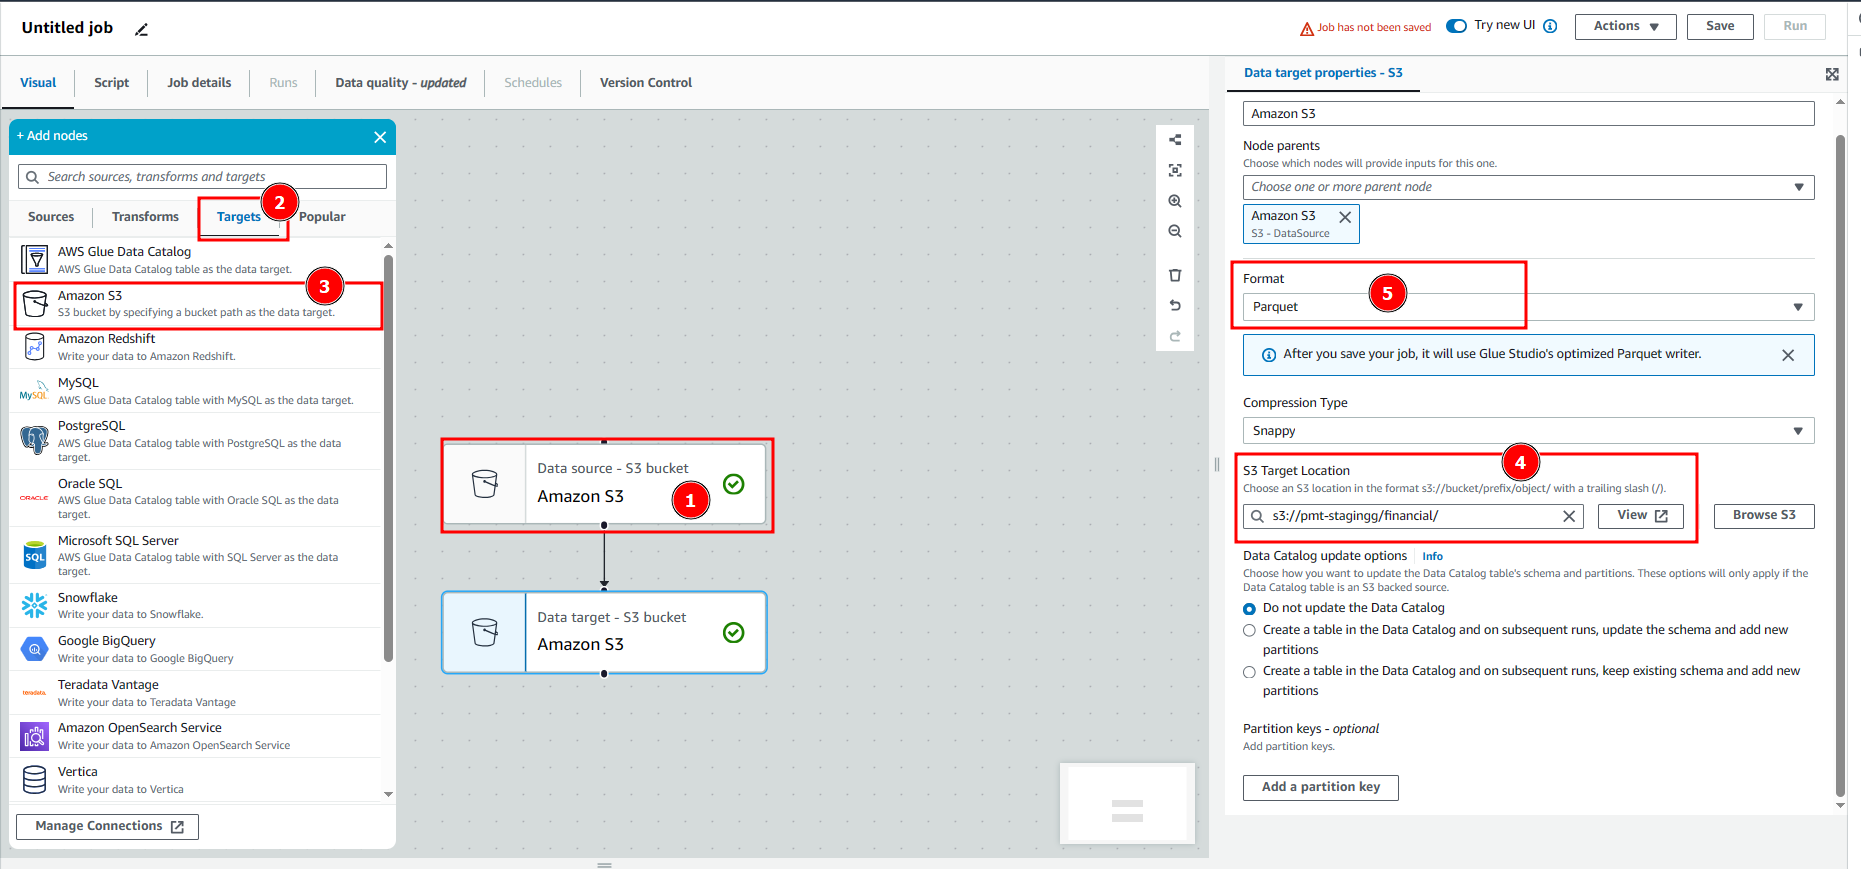 Untitled job
Job has not been saved
Try new UI
Actions
Save
Run
Visual
Script
Job details
Runs
Data quality - updated
Schedules
Version Control
+ Add nodes
Search sources, transforms and targets
Sources
Transforms
Targets
Popular
2
AWS Glue Data Catalog
AWS Glue Data Catalog table as the data target.
3
Amazon S3
S3 bucket by specifying a bucket path as the data target.
Amazon Redshift
Write your data to Amazon Redshift.
MySQL
MySQL
AWS Glue Data Catalog table with MySQL as the data target.
PostgreSQL
AWS Glue Data Catalog table with PostgreSQL as the data
target.
ORACLE
Oracle SQL
AWS Glue Data Catalog table with Oracle SQL as the data
target.
SQL
Microsoft SQL Server
AWS Glue Data Catalog table with SQL Server as the data
target.
Snowflake
Write your data to Snowflake.
Google BigQuery
Write your data to Google BigQuery
teradata.
Teradata Vantage
Write your data to Teradata Vantage
Amazon OpenSearch Service
Write your data to Amazon OpenSearch Service
Vertica
Write your data to Vertica
Manage Connections
Data source - S3 bucket
Amazon S3
1
Data target - S3 bucket
Amazon S3
Data target properties - S3
Amazon S3
Node parents
Choose which nodes will provide inputs for this one.
Choose one or more parent node
Amazon S3
S3 - DataSource
Format
5
Parquet
After you save your job, it will use Glue Studio's optimized Parquet writer.
Compression Type
Snappy
4
S3 Target Location
Choose an S3 location in the format s3://bucket/prefix/object/ with a trailing slash (/).
s3://pmt-stagingg/financial/
View
Browse S3
Data Catalog update options
Info
Choose how you want to update the Data Catalog table's schema and partitions. These options will only apply if the
Data Catalog table is an S3 backed source.
Do not update the Data Catalog
Create a table in the Data Catalog and on subsequent runs, update the schema and add new
partitions
Create a table in the Data Catalog and on subsequent runs, keep existing schema and add new
partitions
Partition keys - optional
Add partition keys.
Add a partition key